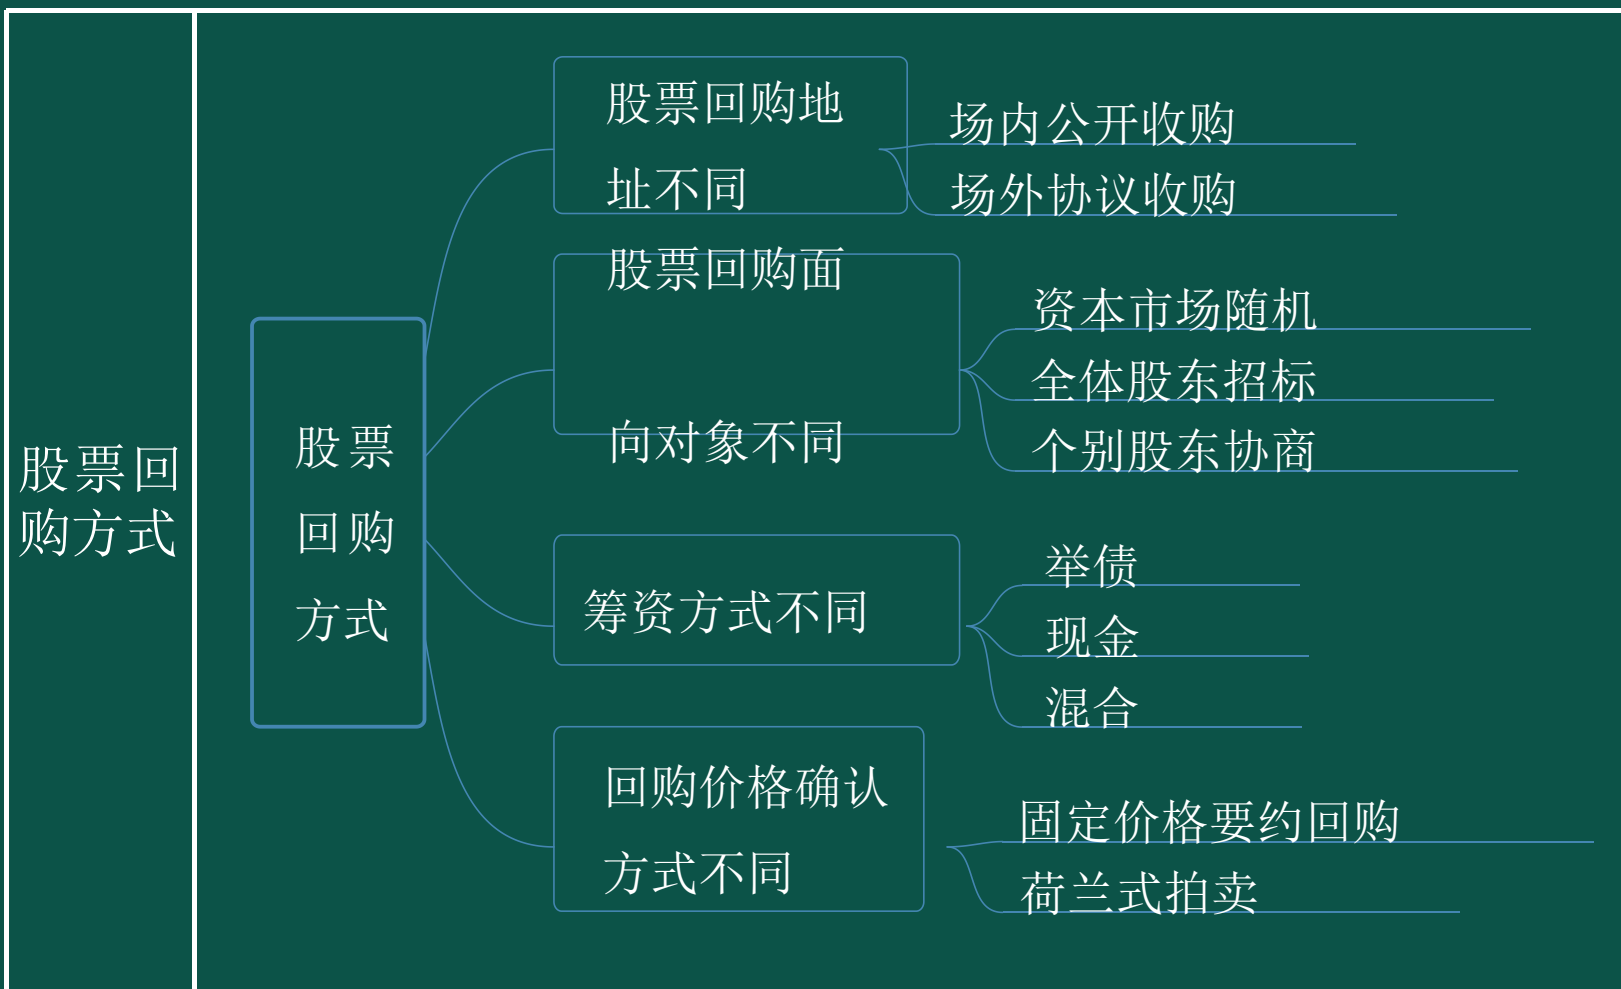 股票回
购方式
股票
回购
方式
股票回购地
址不同
场内公开收购
场外协议收购
股票回购面
向对象不同
资本市场随机
全体股东招标
个别股东协商
筹资方式不同
举债
现金
混合
回购价格确认
方式不同
固定价格要约回购
荷兰式拍卖